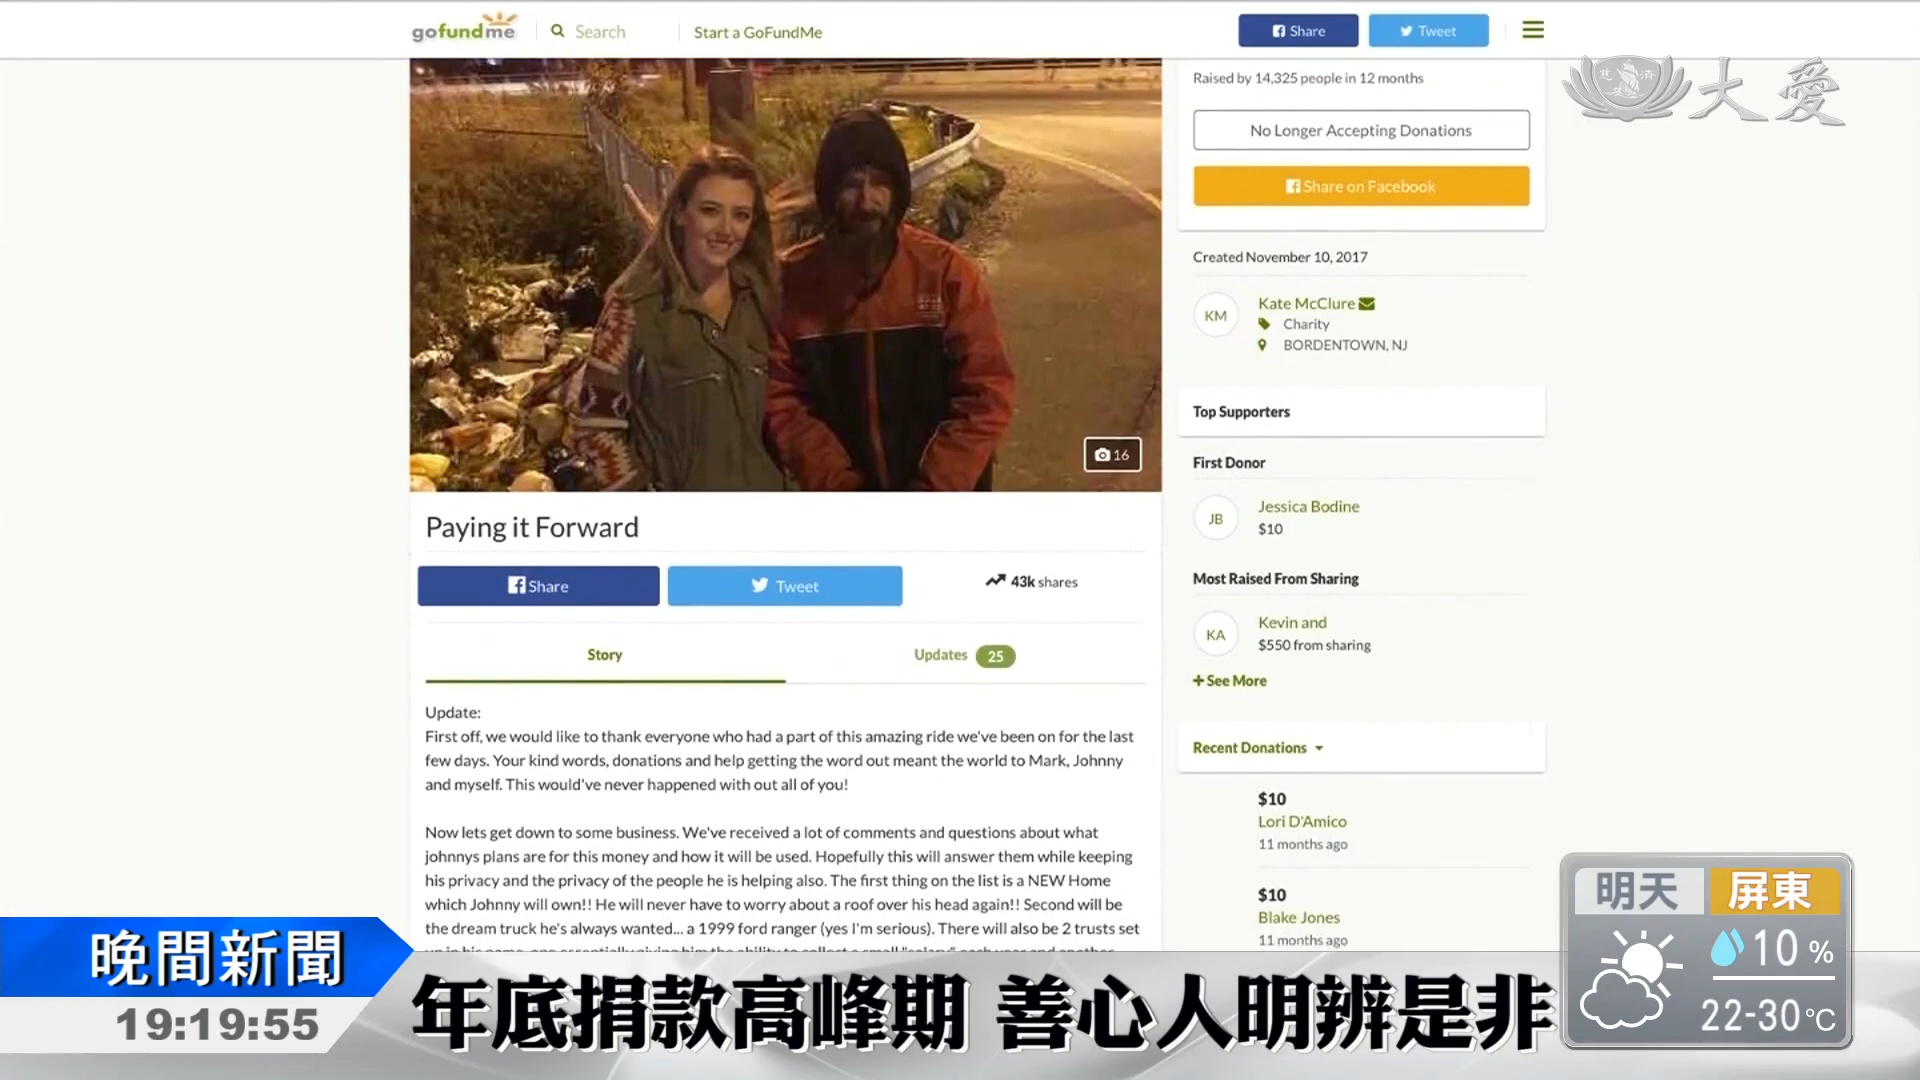 gofundme
Search
Start a GoFundMe
Share
Tweet
慈濟
大愛
Raised by 14,325 people in 12 months
No Longer Accepting Donations
Share on Facebook
Created November 10, 2017
KM
Kate McClure
Charity
BORDENTOWN, NJ
Top Supporters
First Donor
JB
Jessica Bodine
$10
Most Raised From Sharing
KA
Kevin and
$550 from sharing
+See More
Recent Donations
$10
Lori D'Amico
11 months ago
$10
Blake Jones
11 months ago
16
Paying it Forward
Share
Tweet
43k shares
Story
Updates 25
Update:
First off, we would like to thank everyone who had a part of this amazing ride we've been on for the last
few days. Your kind words, donations and help getting the word out meant the world to Mark, Johnny
and myself. This would've never happened with out all of you!
Now lets get down to some business. We've received a lot of comments and questions about what
johnnys plans are for this money and how it will be used. Hopefully this will answer them while keeping
his privacy and the privacy of the people he is helping also. The first thing on the list is a NEW Home
which Johnny will own!! He will never have to worry about a roof over his head again!! Second will be
the dream truck he's always wanted... a 1999 ford ranger (yes I'm serious). There will also be 2 trusts set
晚間新聞
19:19:55
年底捐款高峰期 善心人明辨是非
明天
屏東
10 %
22-30°C